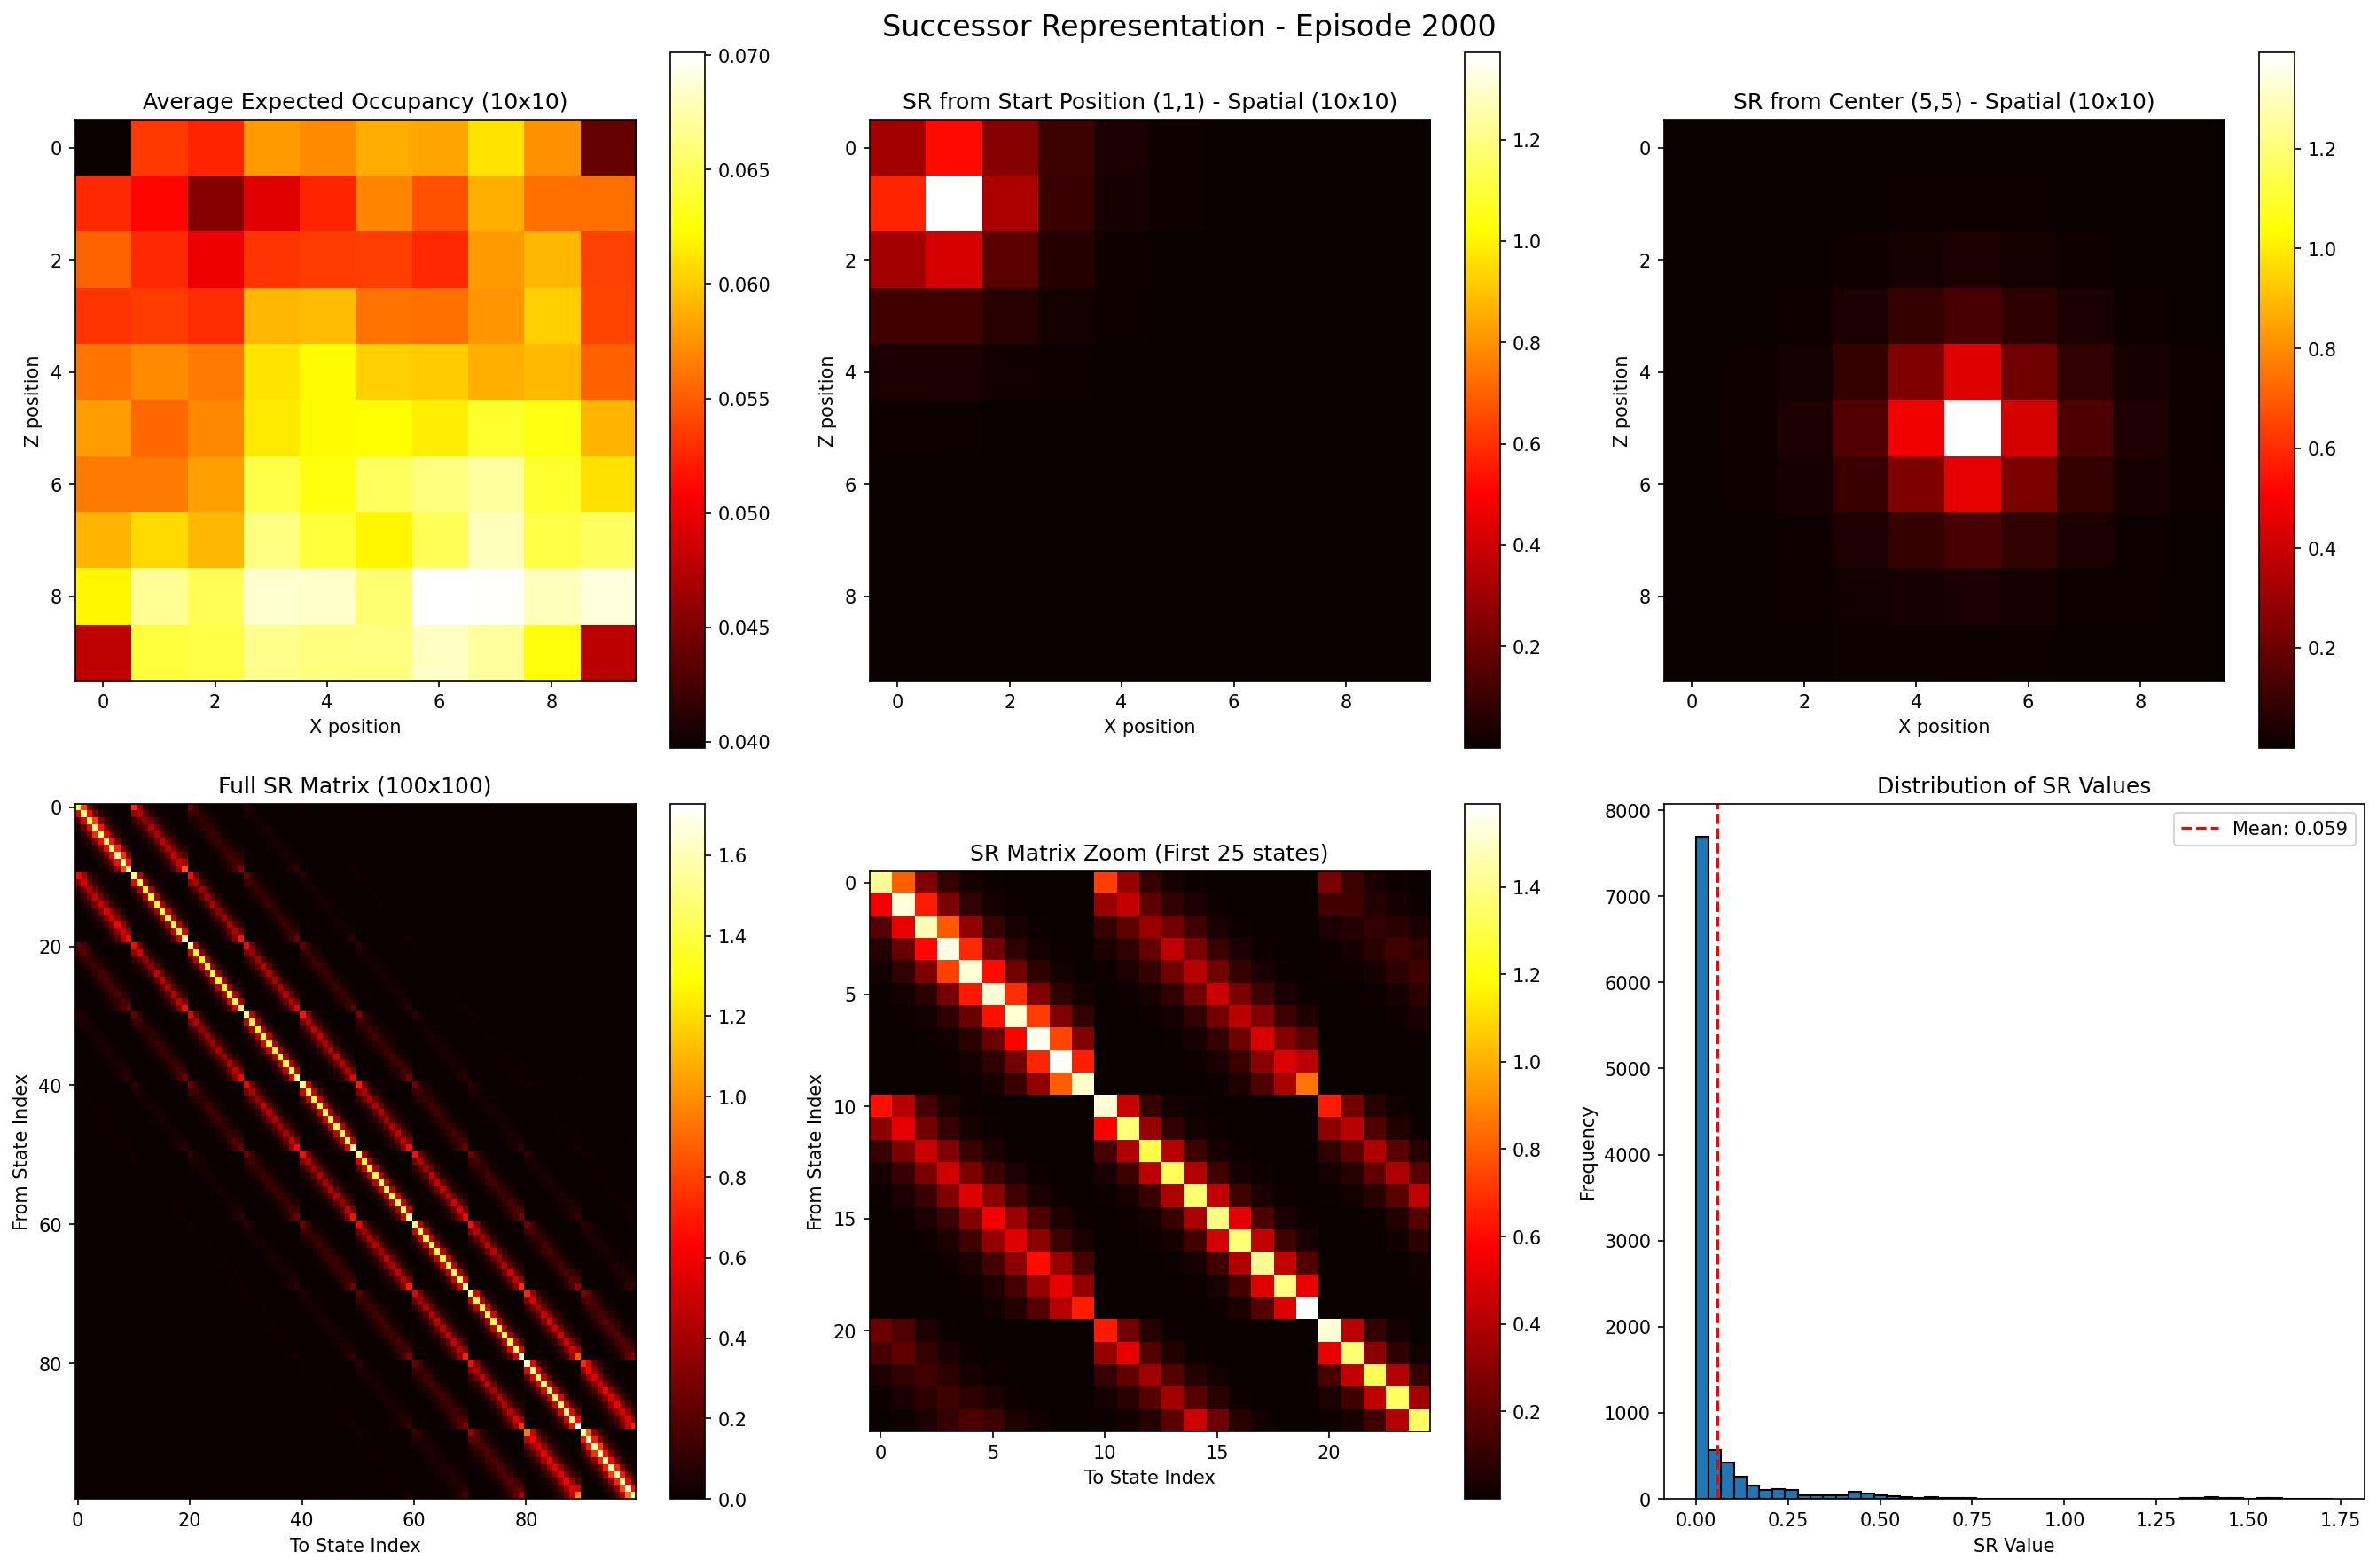 Successor Representation - Episode 2000
Average Expected Occupancy (10x10)
0
2
4
6
8
Z position
0 2 4 6 8
X position
0.070
0.065
0.060
0.055
0.050
0.045
0.040
SR from Start Position (1,1) - Spatial (10x10)
0
2
4
6
8
Z position
0 2 4 6 8
X position
1.2
1.0
0.8
0.6
0.4
0.2
SR from Center (5,5) - Spatial (10x10)
0
2
4
6
8
Z position
0 2 4 6 8
X position
1.2
1.0
0.8
0.6
0.4
0.2
Full SR Matrix (100x100)
0
20
40
60
80
From State Index
0 20 40 60 80
To State Index
1.6
1.4
1.2
1.0
0.8
0.6
0.4
0.2
0.0
SR Matrix Zoom (First 25 states)
0
5
10
15
20
From State Index
0 5 10 15 20
To State Index
1.4
1.2
1.0
0.8
0.6
0.4
0.2
Distribution of SR Values
Mean: 0.059
8000
7000
6000
5000
4000
3000
2000
1000
0
Frequency
0.00 0.25 0.50 0.75 1.00 1.25 1.50 1.75
SR Value